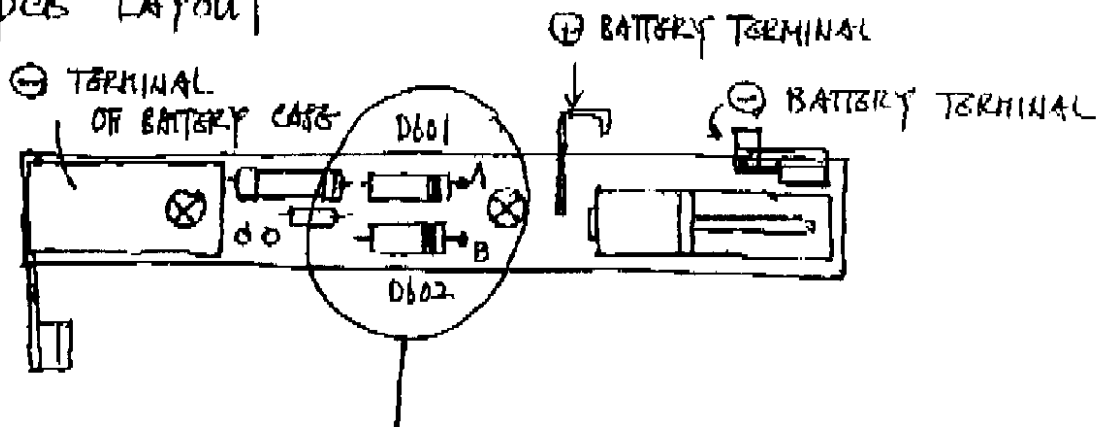 PCB LAYOUT
⊕ BATTERY TERMINAL
⊖ TERMINAL
OF BATTERY CASE
⊖ BATTERY TERMINAL
D601
A
B
D602